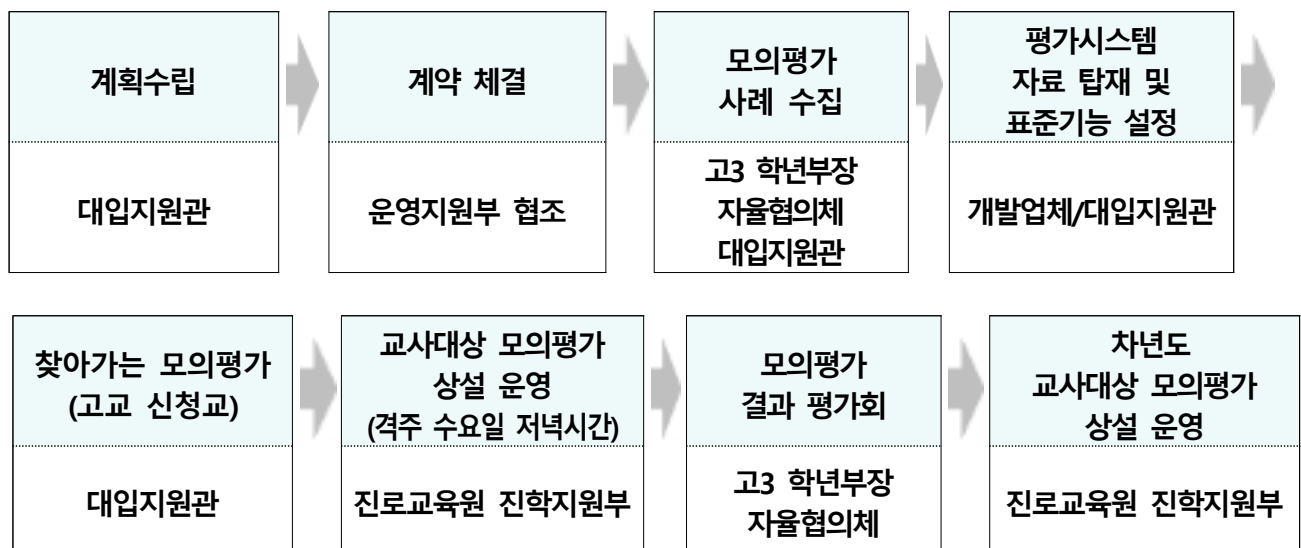 계획수립
대입지원관
계약 체결
운영지원부 협조
모의평가
사례 수집
고3 학년부장
자율협의체
대입지원관
평가시스템
자료 탑재 및
표준기능 설정
개발업체/대입지원관
찾아가는 모의평가
(고교 신청교)
대입지원관
교사대상 모의평가
상설 운영
(격주 수요일 저녁시간)
진로교육원 진학지원부
모의평가
결과 평가회
고3 학년부장
자율협의체
차년도
교사대상 모의평가
상설 운영
진로교육원 진학지원부